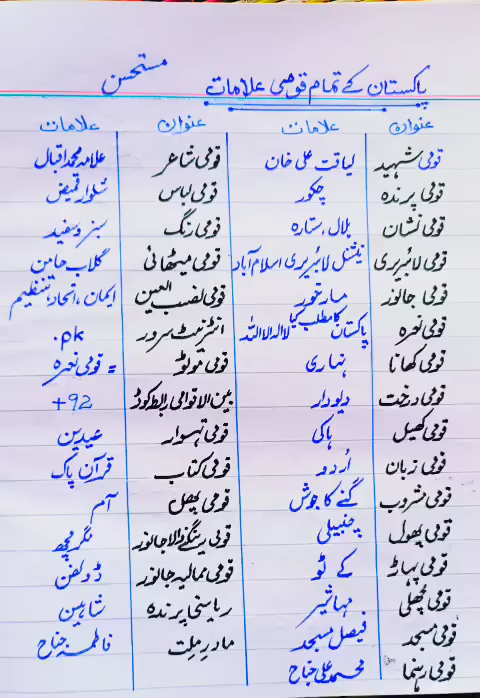 مستحسن
پاکستان کے تمام قومی علامات
عنوان علامات عنوان علامات
قومی شہید لیاقت علی خان قومی شاعر علامہ محمد اقبال
قومی پرندہ چکور قومی لباس شلوار قمیض
قومی نشان ہلال، ستارہ قومی رنگ سبز و سفید
قومی لائبریری نیشنل لائبریری اسلام آباد قومی میٹھائی گلاب جامن
قومی جانور مارخور قومی نصب العین ایمان، اتحاد، تنظیم
قومی نعرہ پاکستان کا مطلب کیا لا الہ الا اللہ انٹرنیٹ سرور .pk
قومی کھانا نہاری قومی موٹو = قومی نعرہ
قومی درخت دیودار بین الاقوامی رابطہ کوڈ +92
قومی کھیل ہاکی قومی تہوار عیدین
قومی زبان اُردو قومی کتاب قرآن پاک
قومی مشروب گنے کا جوش قومی پھل آم
قومی پھول چنبیلی قومی رینگنے والا جانور مگرمچھ
قومی پہاڑ کے ٹو قومی ممالیہ جانور ڈولفن
قومی مچھلی مہاشیر ریاستی پرندہ شاہین
قومی مسجد فیصل مسجد مادرِ ملت فاطمہ جناح
قومی رہنما محمد علی جناح